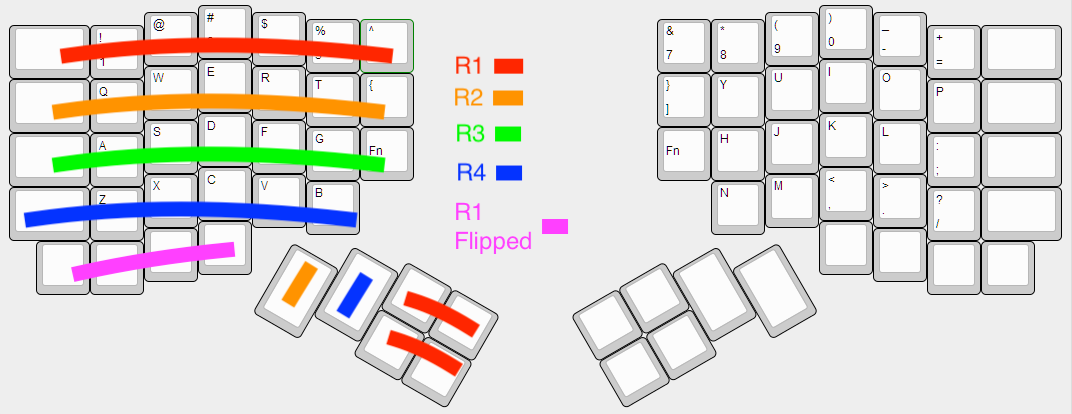 ! @ # $ % ^
1
Q W E R T {
A S D F G Fn
Z X C V B
R1
R2
R3
R4
R1
Flipped
& * ( ) _ +
7 8 9 0 - =
} Y U I O P
]
Fn H J K L :
;
N M < > ?
, . /